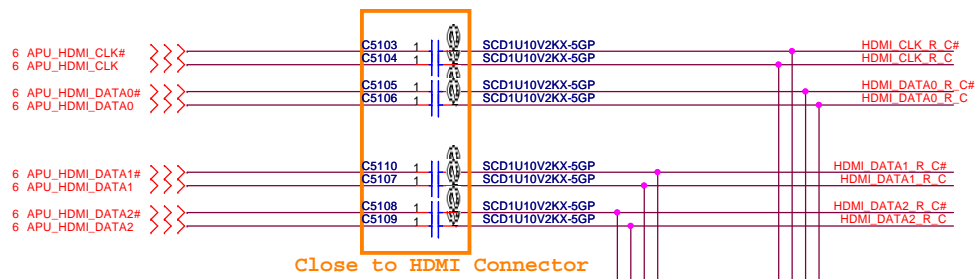 C5103 1 SCD1U10V2KX-5GP HDMI_CLK_R_C#
6 APU_HDMI_CLK# C5104 1 SCD1U10V2KX-5GP HDMI_CLK_R_C
6 APU_HDMI_CLK
C5105 1 SCD1U10V2KX-5GP HDMI_DATA0_R_C#
6 APU_HDMI_DATA0# C5106 1 SCD1U10V2KX-5GP HDMI_DATA0_R_C
6 APU_HDMI_DATA0
C5110 1 SCD1U10V2KX-5GP HDMI_DATA1_R_C#
6 APU_HDMI_DATA1# C5107 1 SCD1U10V2KX-5GP HDMI_DATA1_R_C
6 APU_HDMI_DATA1
C5108 1 SCD1U10V2KX-5GP HDMI_DATA2_R_C#
6 APU_HDMI_DATA2# C5109 1 SCD1U10V2KX-5GP HDMI_DATA2_R_C
6 APU_HDMI_DATA2
Close to HDMI Connector